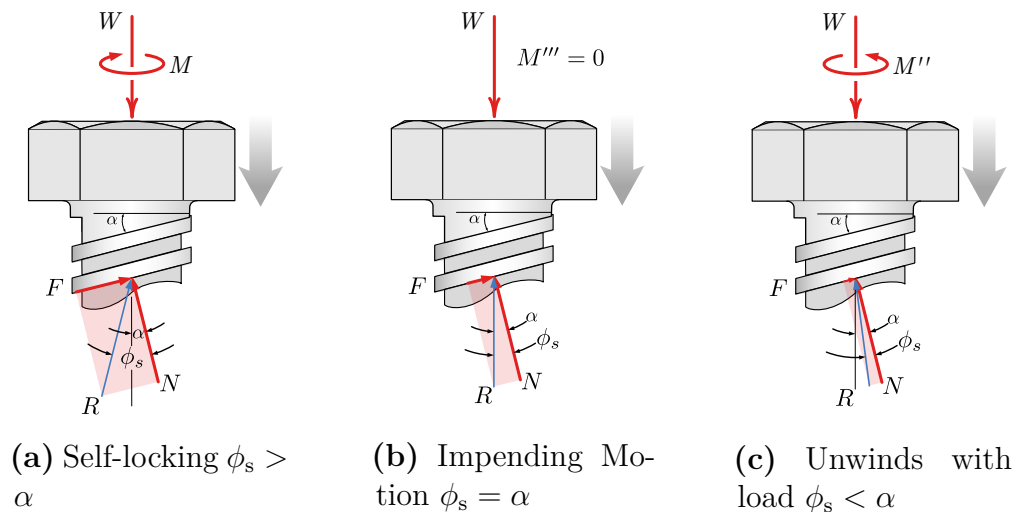 W
M
α
F
α
ϕs
R
N
(a) Self-locking ϕs >
α
W
M′′′ = 0
α
F
α
ϕs
R
N
(b) Impending Mo-
tion ϕs = α
W
M′′
α
F
α
ϕs
R
N
(c) Unwinds with
load ϕs < α